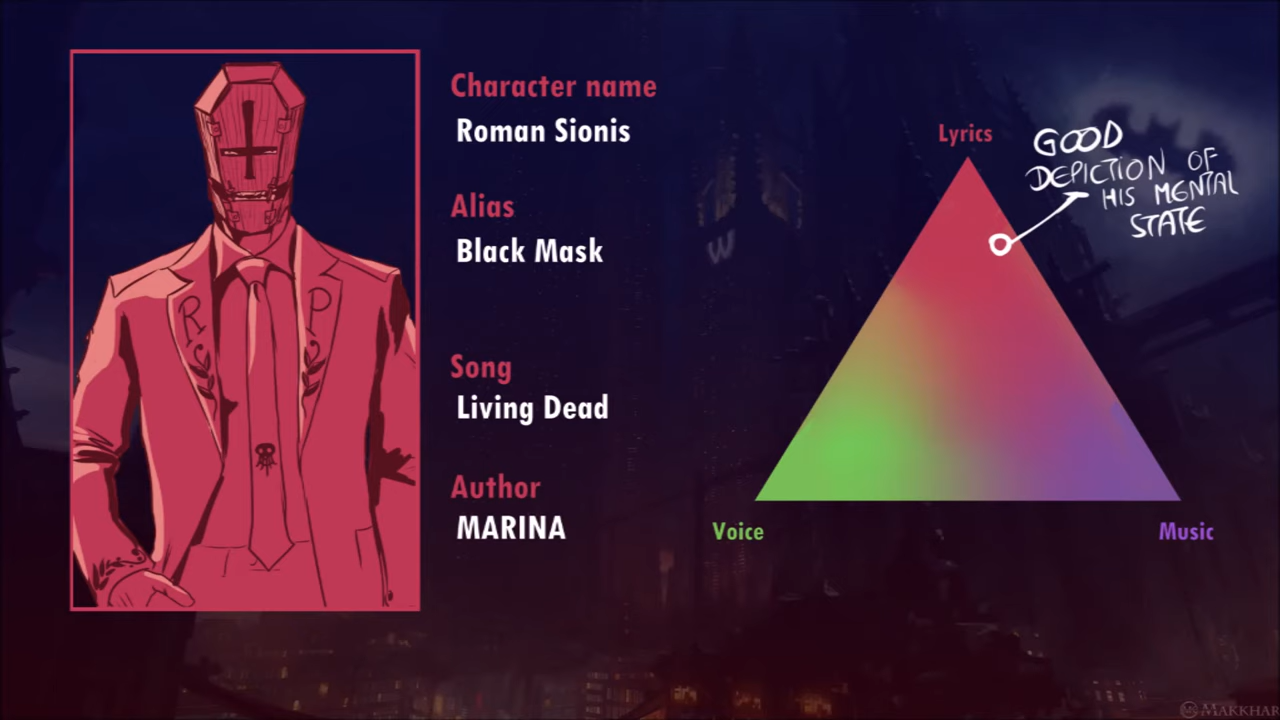 Character name
Roman Sionis
Alias
Black Mask
Song
Living Dead
Author
MARINA
R P
Lyrics
GOOD
DEPICTION OF
HIS MENTAL
STATE
W
Voice
Music
MAKKHAR